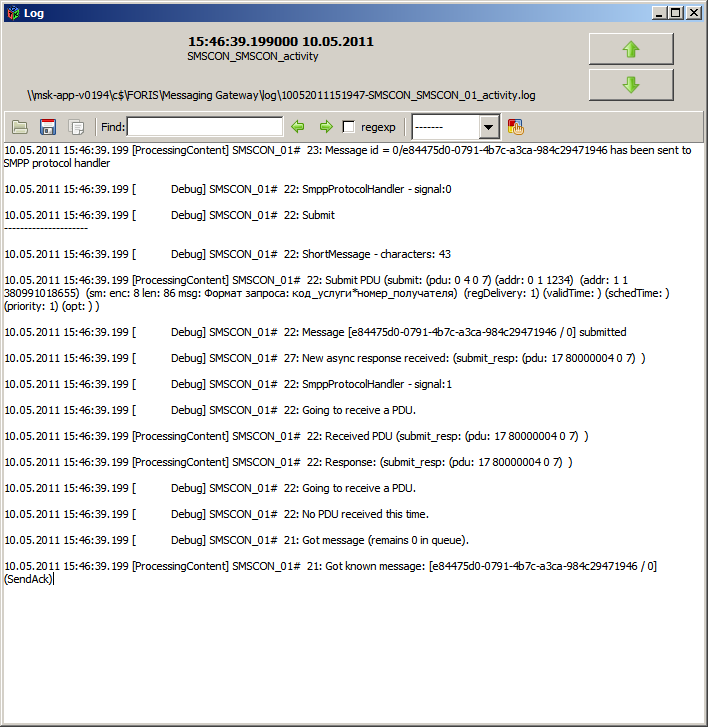 Log
15:46:39.199000 10.05.2011
SMSCON_SMSCON_activity
\\msk-app-v0194\c$\FORIS\Messaging Gateway\log\10052011151947-SMSCON_SMSCON_01_activity.log
Find: regexp -------
10.05.2011 15:46:39.199 [ProcessingContent] SMSCON_01# 23: Message id = 0/e84475d0-0791-4b7c-a3ca-984c29471946 has been sent to
SMPP protocol handler
10.05.2011 15:46:39.199 [ Debug] SMSCON_01# 22: SmppProtocolHandler - signal:0
10.05.2011 15:46:39.199 [ Debug] SMSCON_01# 22: Submit
---------------------
10.05.2011 15:46:39.199 [ Debug] SMSCON_01# 22: ShortMessage - characters: 43
10.05.2011 15:46:39.199 [ProcessingContent] SMSCON_01# 22: Submit PDU (submit: (pdu: 0 4 0 7) (addr: 0 1 1234) (addr: 1 1
380991018655) (sm: enc: 8 len: 86 msg: Формат запроса: код_услуги*номер_получателя) (regDelivery: 1) (validTime: ) (schedTime: )
(priority: 1) (opt: ) )
10.05.2011 15:46:39.199 [ Debug] SMSCON_01# 22: Message [e84475d0-0791-4b7c-a3ca-984c29471946 / 0] submitted
10.05.2011 15:46:39.199 [ Debug] SMSCON_01# 27: New async response received: (submit_resp: (pdu: 17 80000004 0 7) )
10.05.2011 15:46:39.199 [ Debug] SMSCON_01# 22: SmppProtocolHandler - signal:1
10.05.2011 15:46:39.199 [ Debug] SMSCON_01# 22: Going to receive a PDU.
10.05.2011 15:46:39.199 [ProcessingContent] SMSCON_01# 22: Received PDU (submit_resp: (pdu: 17 80000004 0 7) )
10.05.2011 15:46:39.199 [ProcessingContent] SMSCON_01# 22: Response: (submit_resp: (pdu: 17 80000004 0 7) )
10.05.2011 15:46:39.199 [ Debug] SMSCON_01# 22: Going to receive a PDU.
10.05.2011 15:46:39.199 [ Debug] SMSCON_01# 22: No PDU received this time.
10.05.2011 15:46:39.199 [ Debug] SMSCON_01# 21: Got message (remains 0 in queue).
10.05.2011 15:46:39.199 [ProcessingContent] SMSCON_01# 21: Got known message: [e84475d0-0791-4b7c-a3ca-984c29471946 / 0]
(SendAck)